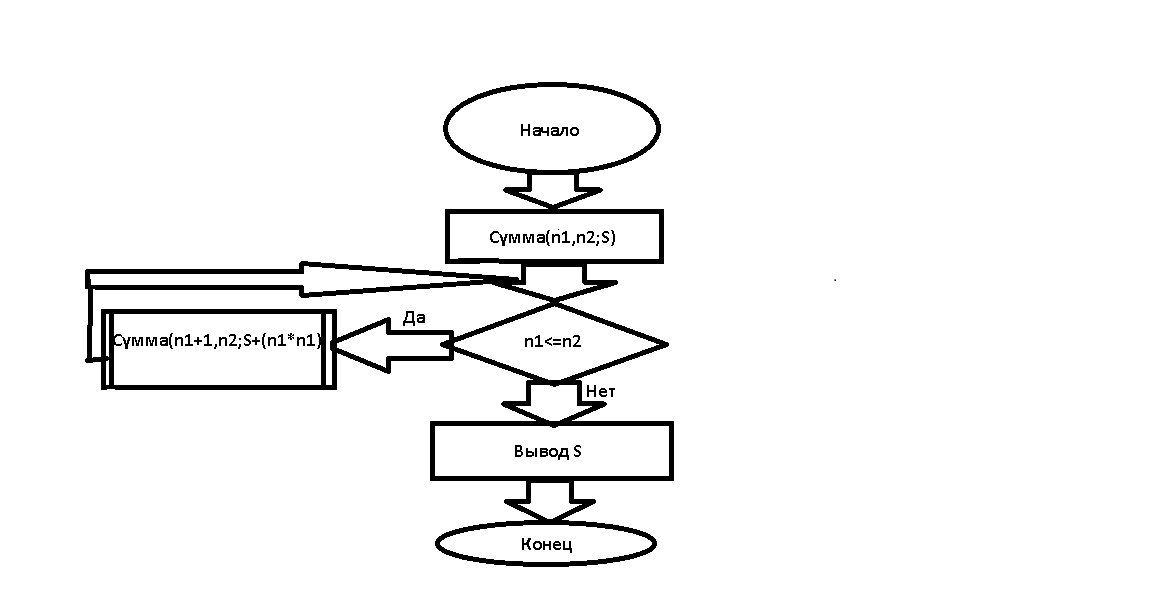 Начало
Сумма(n1,n2;S)
Да
Сумма(n1+1,n2;S+(n1*n1)
n1<=n2
Нет
Вывод S
Конец